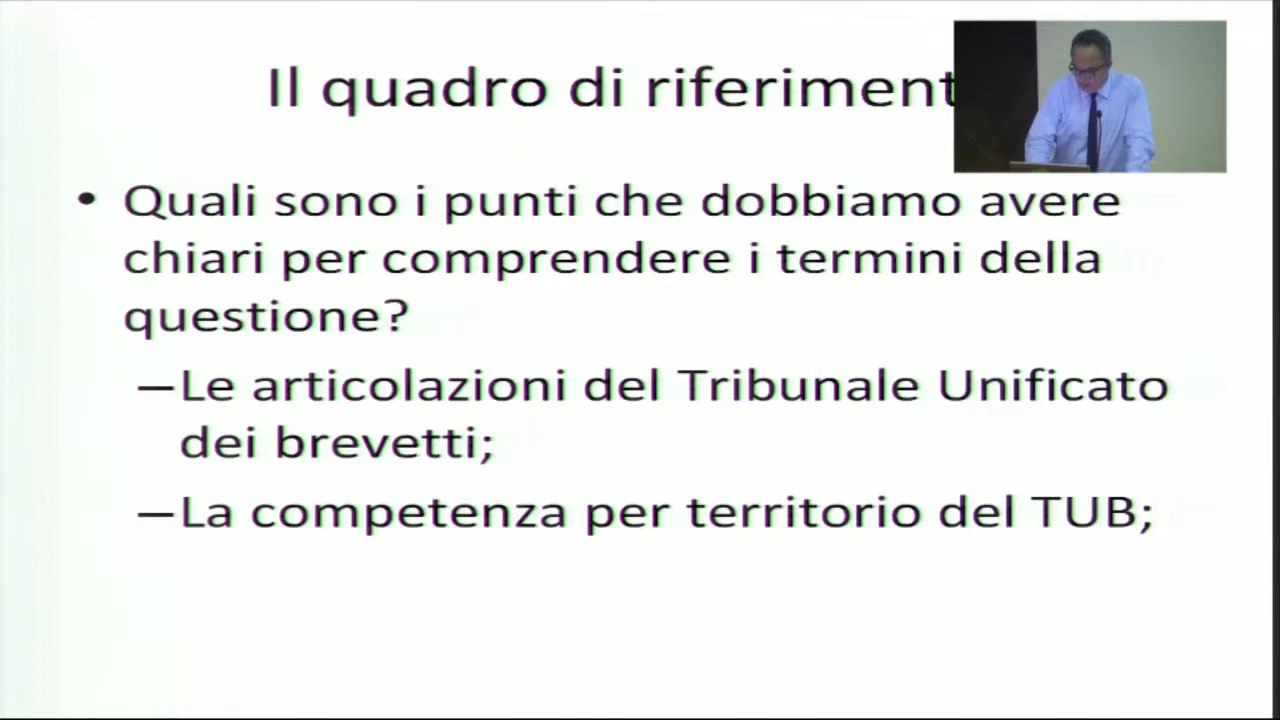 Il quadro di riferiment
• Quali sono i punti che dobbiamo avere
chiari per comprendere i termini della
questione?
–Le articolazioni del Tribunale Unificato
dei brevetti;
–La competenza per territorio del TUB;